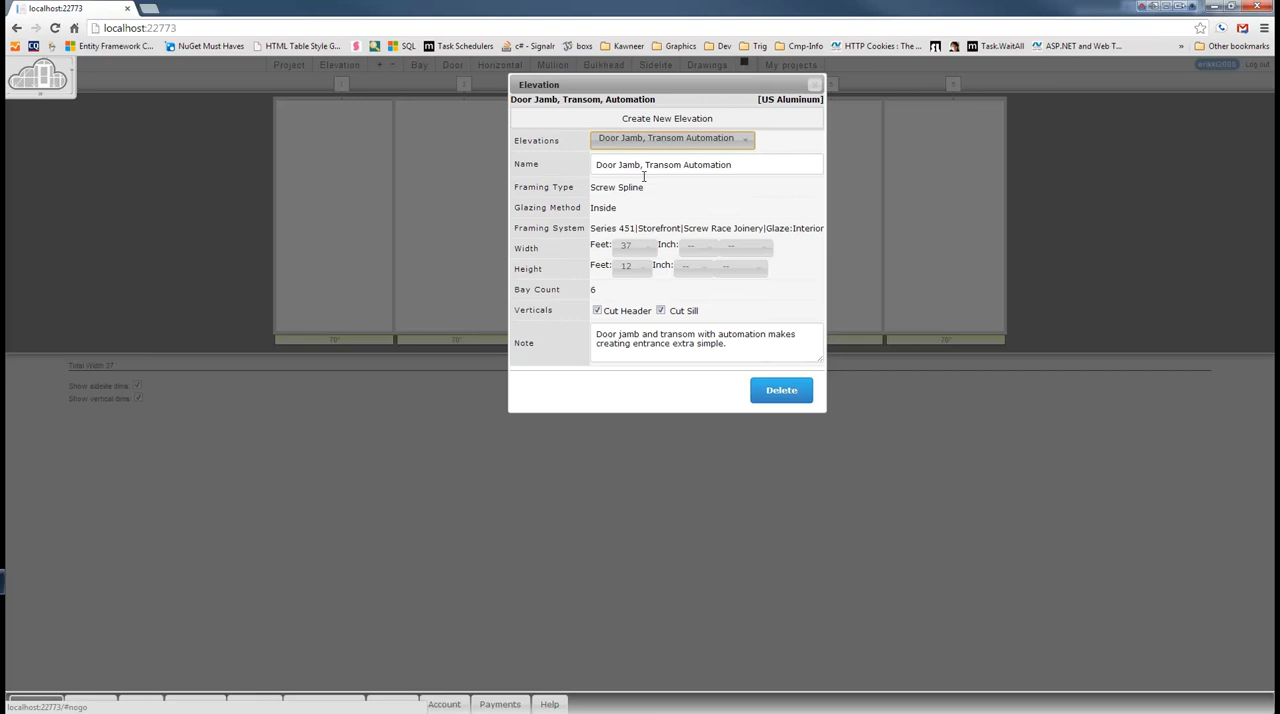 localhost:22773
localhost:22773
Entity Framework C... NuGet Must Haves HTML Table Style G... SQL Task Schedulers c# - Signalr boxs Kawneer Graphics Dev Trig Cmp-Info HTTP Cookies : The ... Task.WaitAll ASP.NET and Web T... » Other bookmarks
Project Elevation + - Bay Door Horizontal Mullion Bulkhead Sidelite Drawings My projects erikki2008 Log out
Elevation
Door Jamb, Transom, Automation [US Aluminum]
Create New Elevation
Elevations Door Jamb, Transom Automation
Name Door Jamb, Transom Automation
Framing Type Screw Spline
Glazing Method Inside
Framing System Series 451|Storefront|Screw Race Joinery|Glaze:Interior
Width Feet: 37 Inch: -- --
Height Feet: 12 Inch: -- --
Bay Count 6
Verticals Cut Header Cut Sill
Note Door jamb and transom with automation makes
creating entrance extra simple.
Delete
Total Width 37
Show sidelite dims:
Show vertical dims:
Account Payments Help
localhost:22773/#nogo